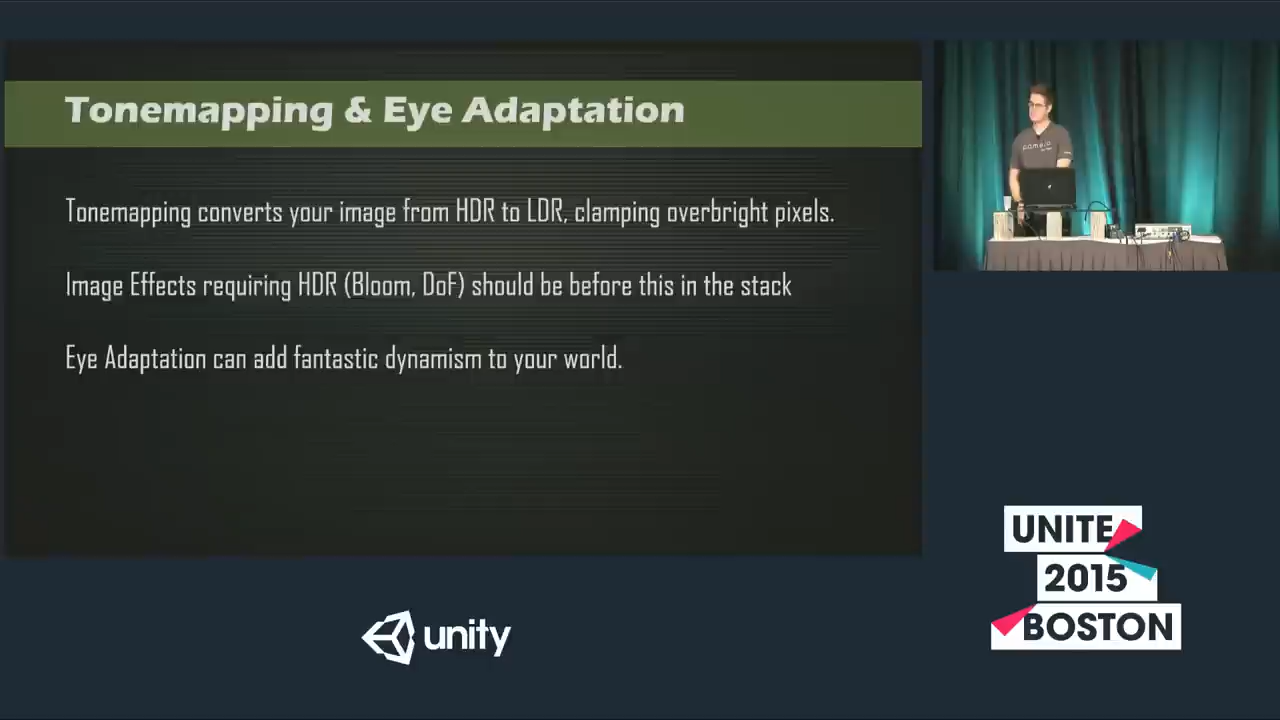 Tonemapping & Eye Adaptation
Tonemapping converts your image from HDR to LDR, clamping overbright pixels.
Image Effects requiring HDR (Bloom, DoF) should be before this in the stack
Eye Adaptation can add fantastic dynamism to your world.
unity
UNITE
2015
BOSTON